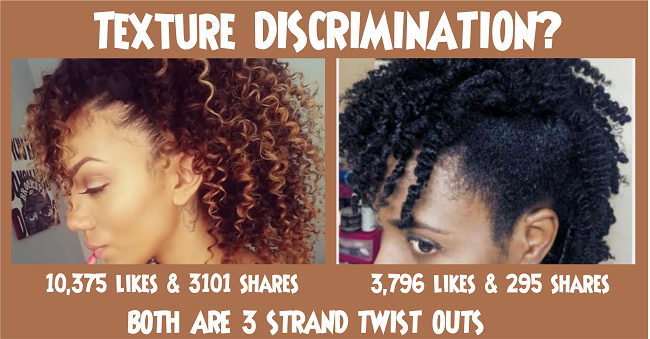 TEXTURE DISCRIMINATION?
10,375 LIKES & 3101 SHARES
3,796 LIKES & 295 SHARES
BOTH ARE 3 STRAND TWIST OUTS